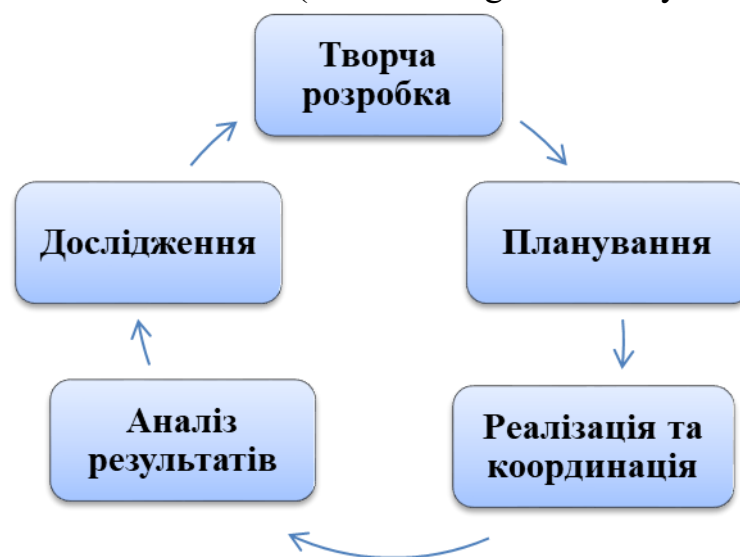 Творча
розробка
Дослідження
Планування
Аналіз
результатів
Реалізація та
координація